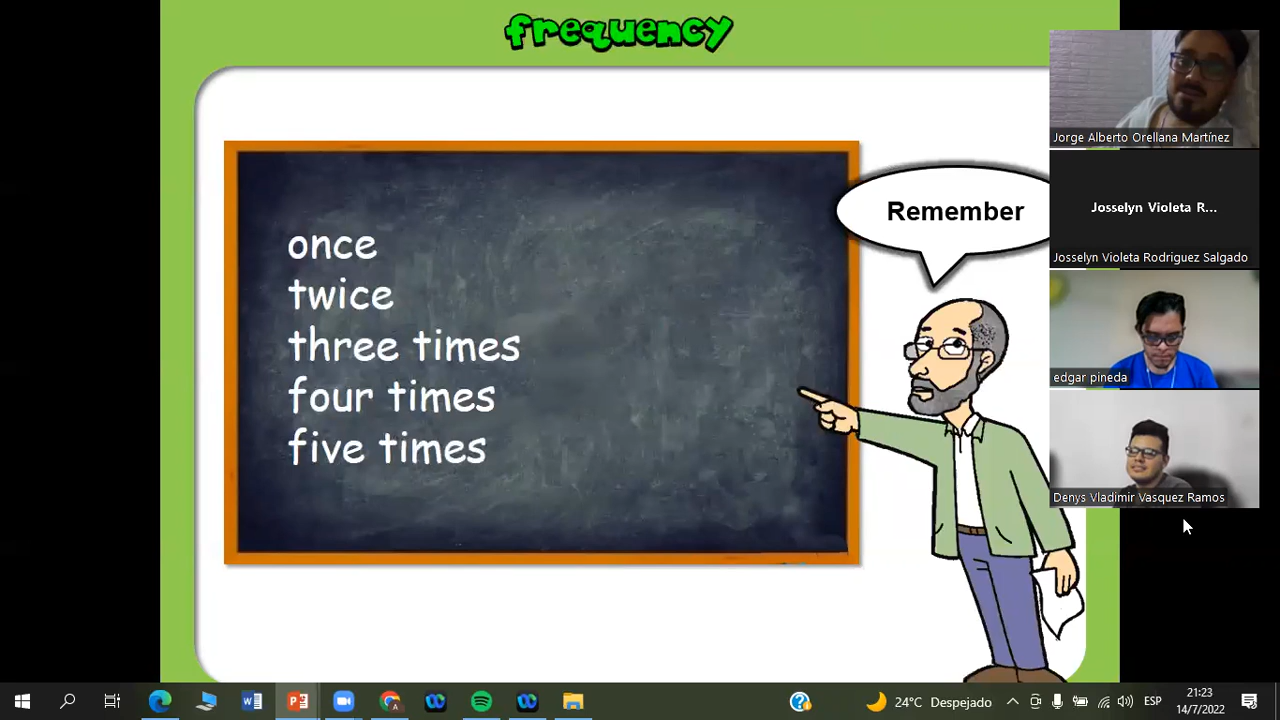 frequency
once
twice
three times
four times
five times
Remember
Jorge Alberto Orellana Martínez
Josselyn Violeta R...
Josselyn Violeta Rodriguez Salgado
edgar pineda
Denys Vladimir Vasquez Ramos
24°C Despejado
ESP
21:23
14/7/2022